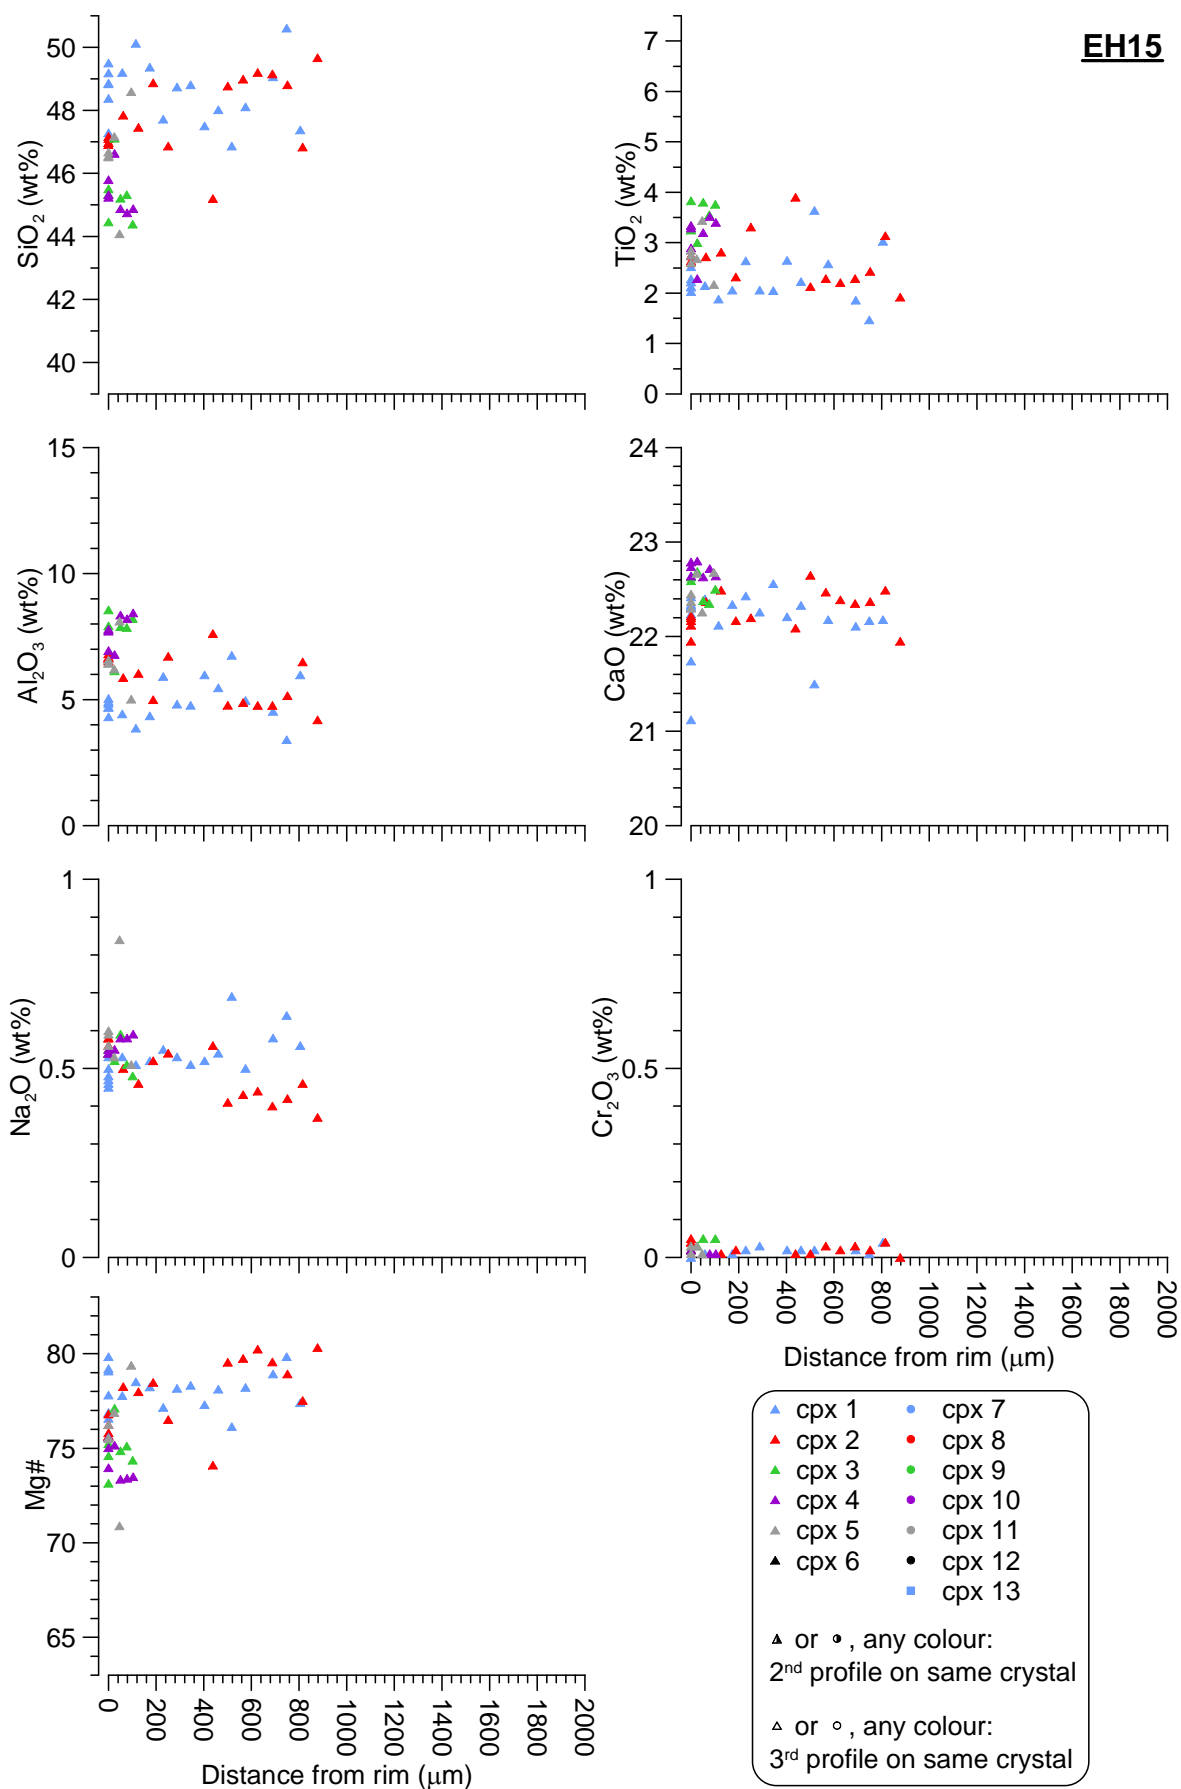 EH15
SiO2 (wt%)
50
48
46
44
42
40
TiO2 (wt%)
7
6
5
4
3
2
1
0
Al2O3 (wt%)
15
10
5
0
CaO (wt%)
24
23
22
21
20
Na2O (wt%)
1
0.5
0
Cr2O3 (wt%)
1
0.5
0
0 200 400 600 800 1000 1200 1400 1600 1800 2000
Distance from rim (μm)
Mg#
80
75
70
65
0 200 400 600 800 1000 1200 1400 1600 1800 2000
Distance from rim (μm)
cpx 1 cpx 7
cpx 2 cpx 8
cpx 3 cpx 9
cpx 4 cpx 10
cpx 5 cpx 11
cpx 6 cpx 12
cpx 13
or , any colour:
2nd profile on same crystal
or , any colour:
3rd profile on same crystal